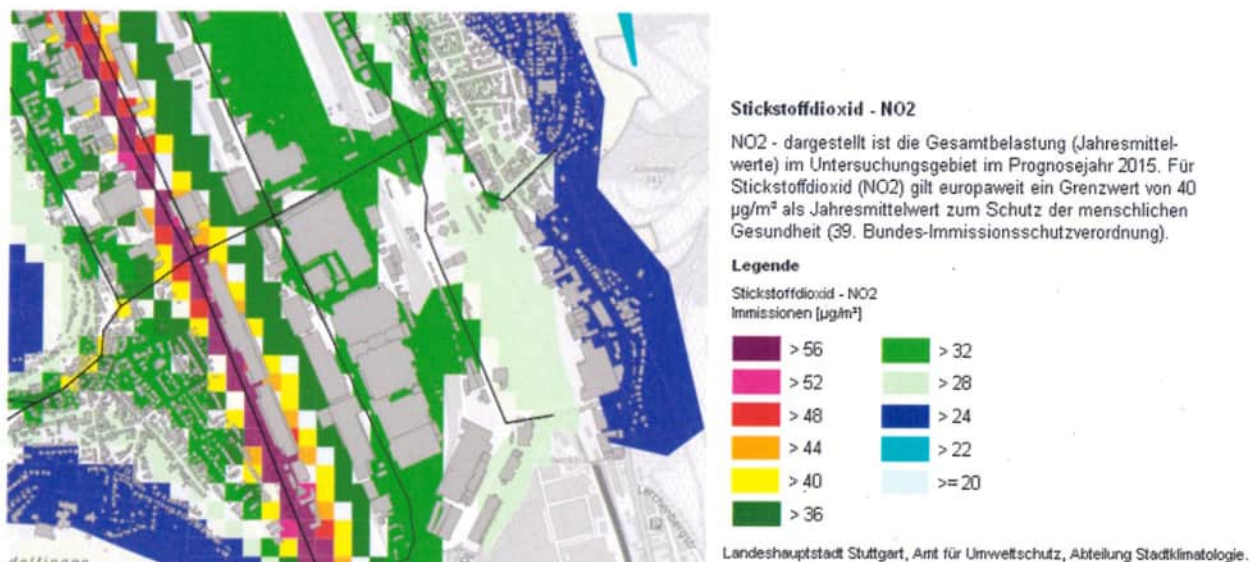 Stickstoffdioxid - NO2
NO2 - dargestellt ist die Gesamtbelastung (Jahresmittel-
werte) im Untersuchungsgebiet im Prognosejahr 2015. Für
Stickstoffdioxid (NO2) gilt europaweit ein Grenzwert von 40
µg/m³ als Jahresmittelwert zum Schutz der menschlichen
Gesundheit (39. Bundes-Immissionsschutzverordnung).
Legende
Stickstoffdioxid - NO2
Immissionen [µg/m³]
> 56
> 52
> 48
> 44
> 40
> 36
> 32
> 28
> 24
> 22
>= 20
Lerchenbergstr
Landeshauptstadt Stuttgart, Amt für Umweltschutz, Abteilung Stadtklimatologie.